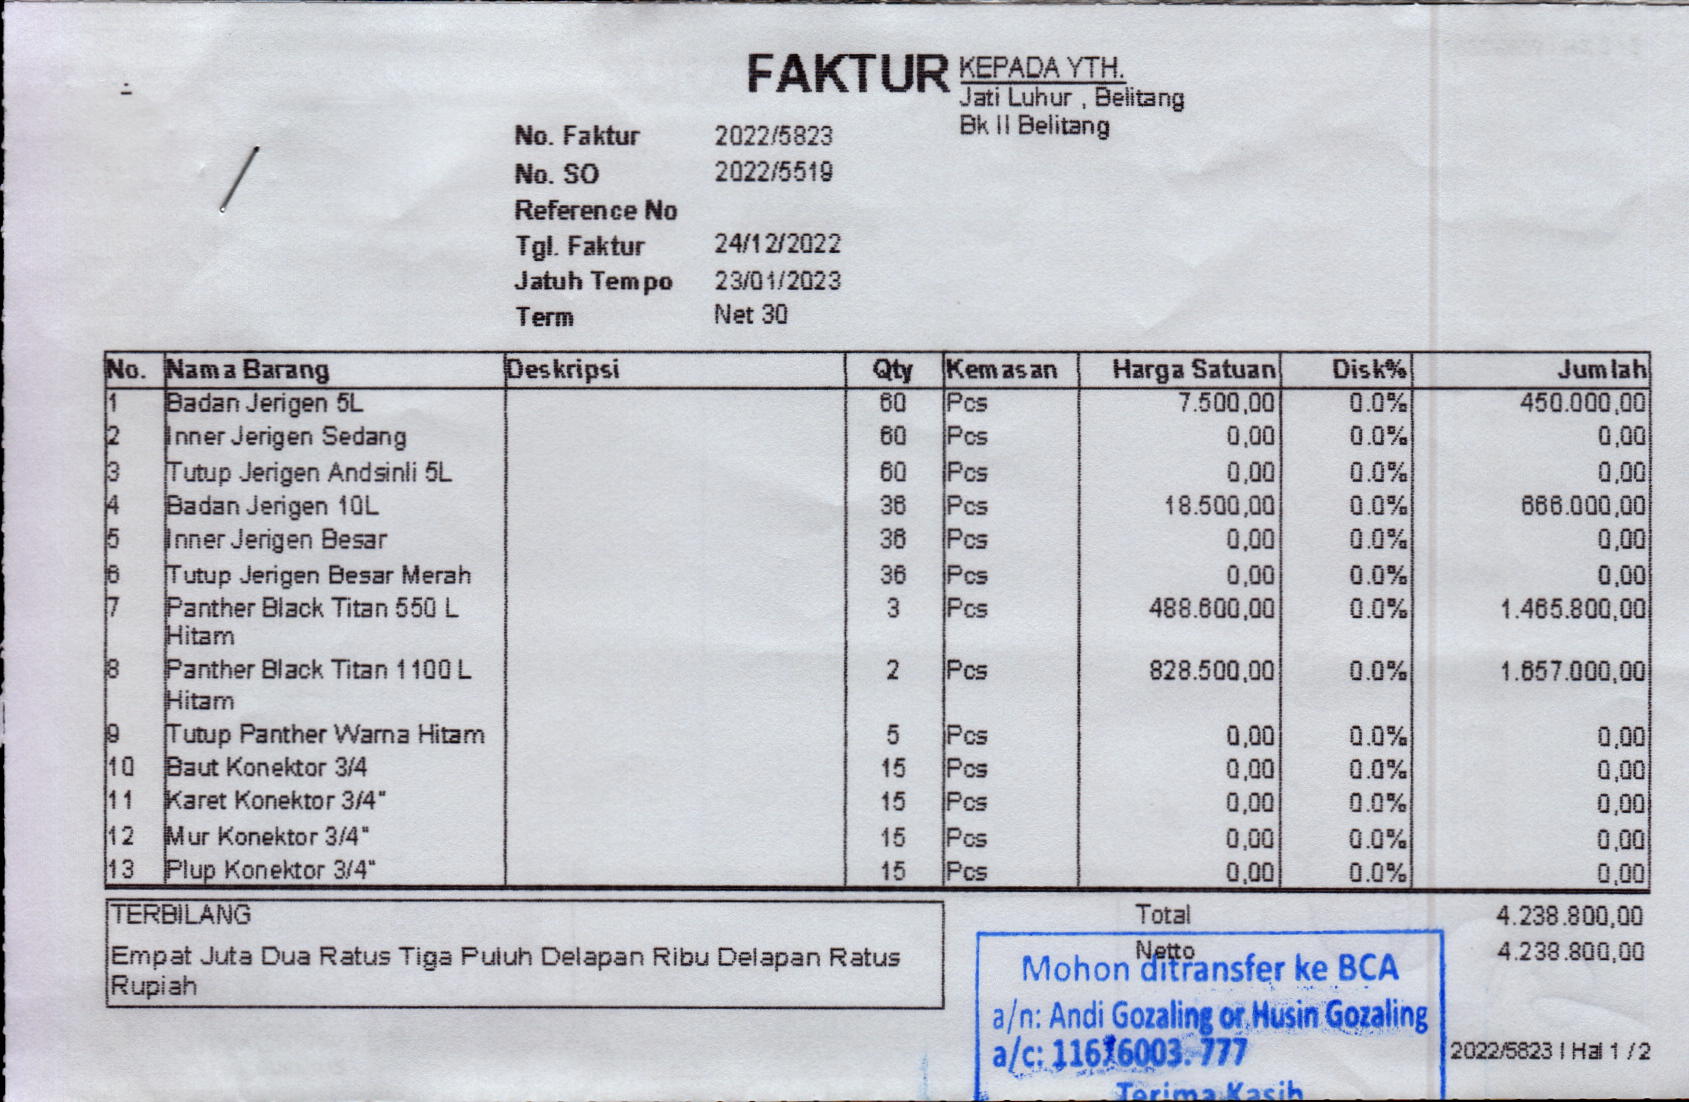 FAKTUR
KEPADA YTH.
Jati Luhur , Belitang
Bk II Belitang
No. Faktur 2022/5823
No. SO 2022/5519
Reference No
Tgl. Faktur 24/12/2022
Jatuh Tempo 23/01/2023
Term Net 30
No. Nama Barang Deskripsi Qty Kemasan Harga Satuan Disk% Jumlah
1 Badan Jerigen 5L 60 Pcs 7.500,00 0.0% 450.000,00
2 Inner Jerigen Sedang 60 Pcs 0,00 0.0% 0,00
3 Tutup Jerigen Andsinli 5L 60 Pcs 0,00 0.0% 0,00
4 Badan Jerigen 10L 36 Pcs 18.500,00 0.0% 666.000,00
5 Inner Jerigen Besar 36 Pcs 0,00 0.0% 0,00
6 Tutup Jerigen Besar Merah 36 Pcs 0,00 0.0% 0,00
7 Panther Black Titan 550 L 3 Pcs 488.600,00 0.0% 1.465.800,00
Hitam
8 Panther Black Titan 1100 L 2 Pcs 828.500,00 0.0% 1.657.000,00
Hitam
9 Tutup Panther Warna Hitam 5 Pcs 0,00 0.0% 0,00
10 Baut Konektor 3/4 15 Pcs 0,00 0.0% 0,00
11 Karet Konektor 3/4" 15 Pcs 0,00 0.0% 0,00
12 Mur Konektor 3/4" 15 Pcs 0,00 0.0% 0,00
13 Plup Konektor 3/4" 15 Pcs 0,00 0.0% 0,00
TERBILANG
Empat Juta Dua Ratus Tiga Puluh Delapan Ribu Delapan Ratus
Rupiah
Total 4.238.800,00
Netto 4.238.800,00
Mohon ditransfer ke BCA
a/n: Andi Gozaling or Husin Gozaling
a/c: 777
Terima Kasih
2022/5823 | Hal 1 / 2